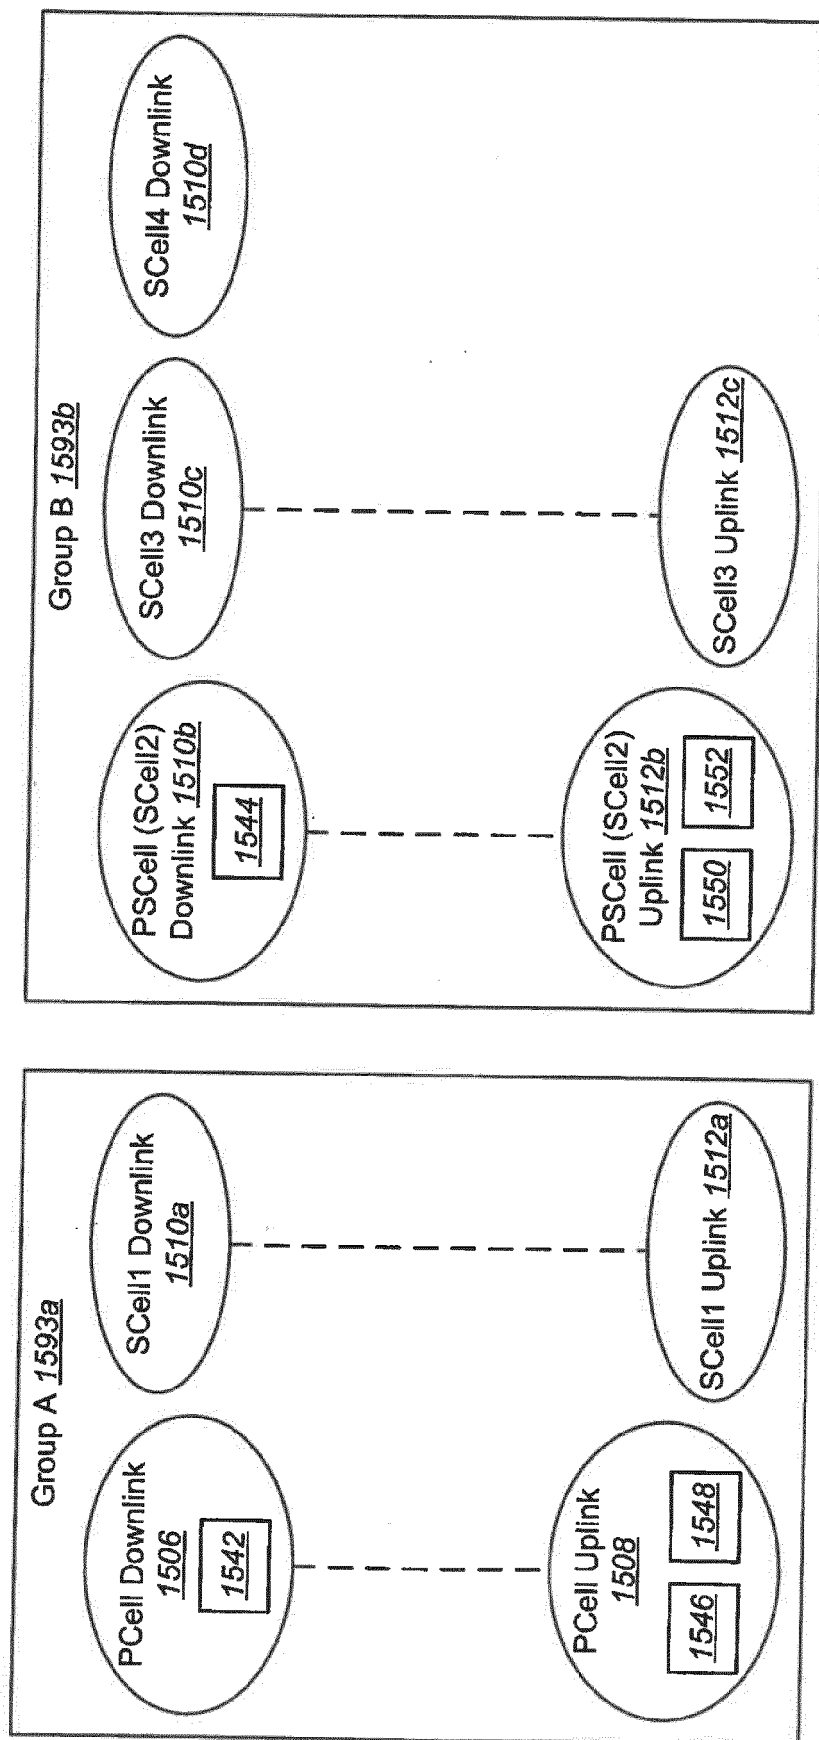 Group A 1593a
PCell Downlink
1506
1542
SCell1 Downlink
1510a
PCell Uplink
1508
1546
1548
SCell1 Uplink 1512a
Group B 1593b
PSCell (SCell2)
Downlink 1510b
1544
SCell3 Downlink
1510c
SCell4 Downlink
1510d
PSCell (SCell2)
Uplink 1512b
1550
1552
SCell3 Uplink 1512c